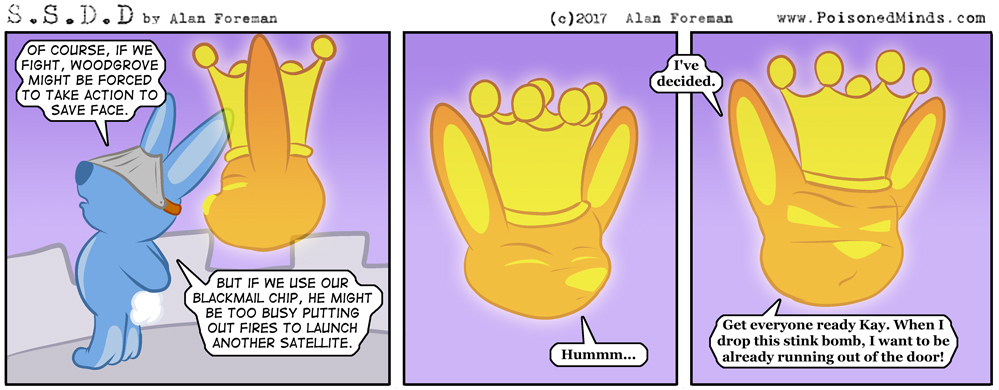 S.S.D.D by Alan Foreman (c)2017 Alan Foreman www.PoisonedMinds.com
OF COURSE, IF WE
FIGHT, WOODGROVE
MIGHT BE FORCED
TO TAKE ACTION TO
SAVE FACE.
BUT IF WE USE OUR
BLACKMAIL CHIP, HE MIGHT
BE TOO BUSY PUTTING
OUT FIRES TO LAUNCH
ANOTHER SATELLITE.
Hummm...
I've
decided.
Get everyone ready Kay. When I
drop this stink bomb, I want to be
already running out of the door!